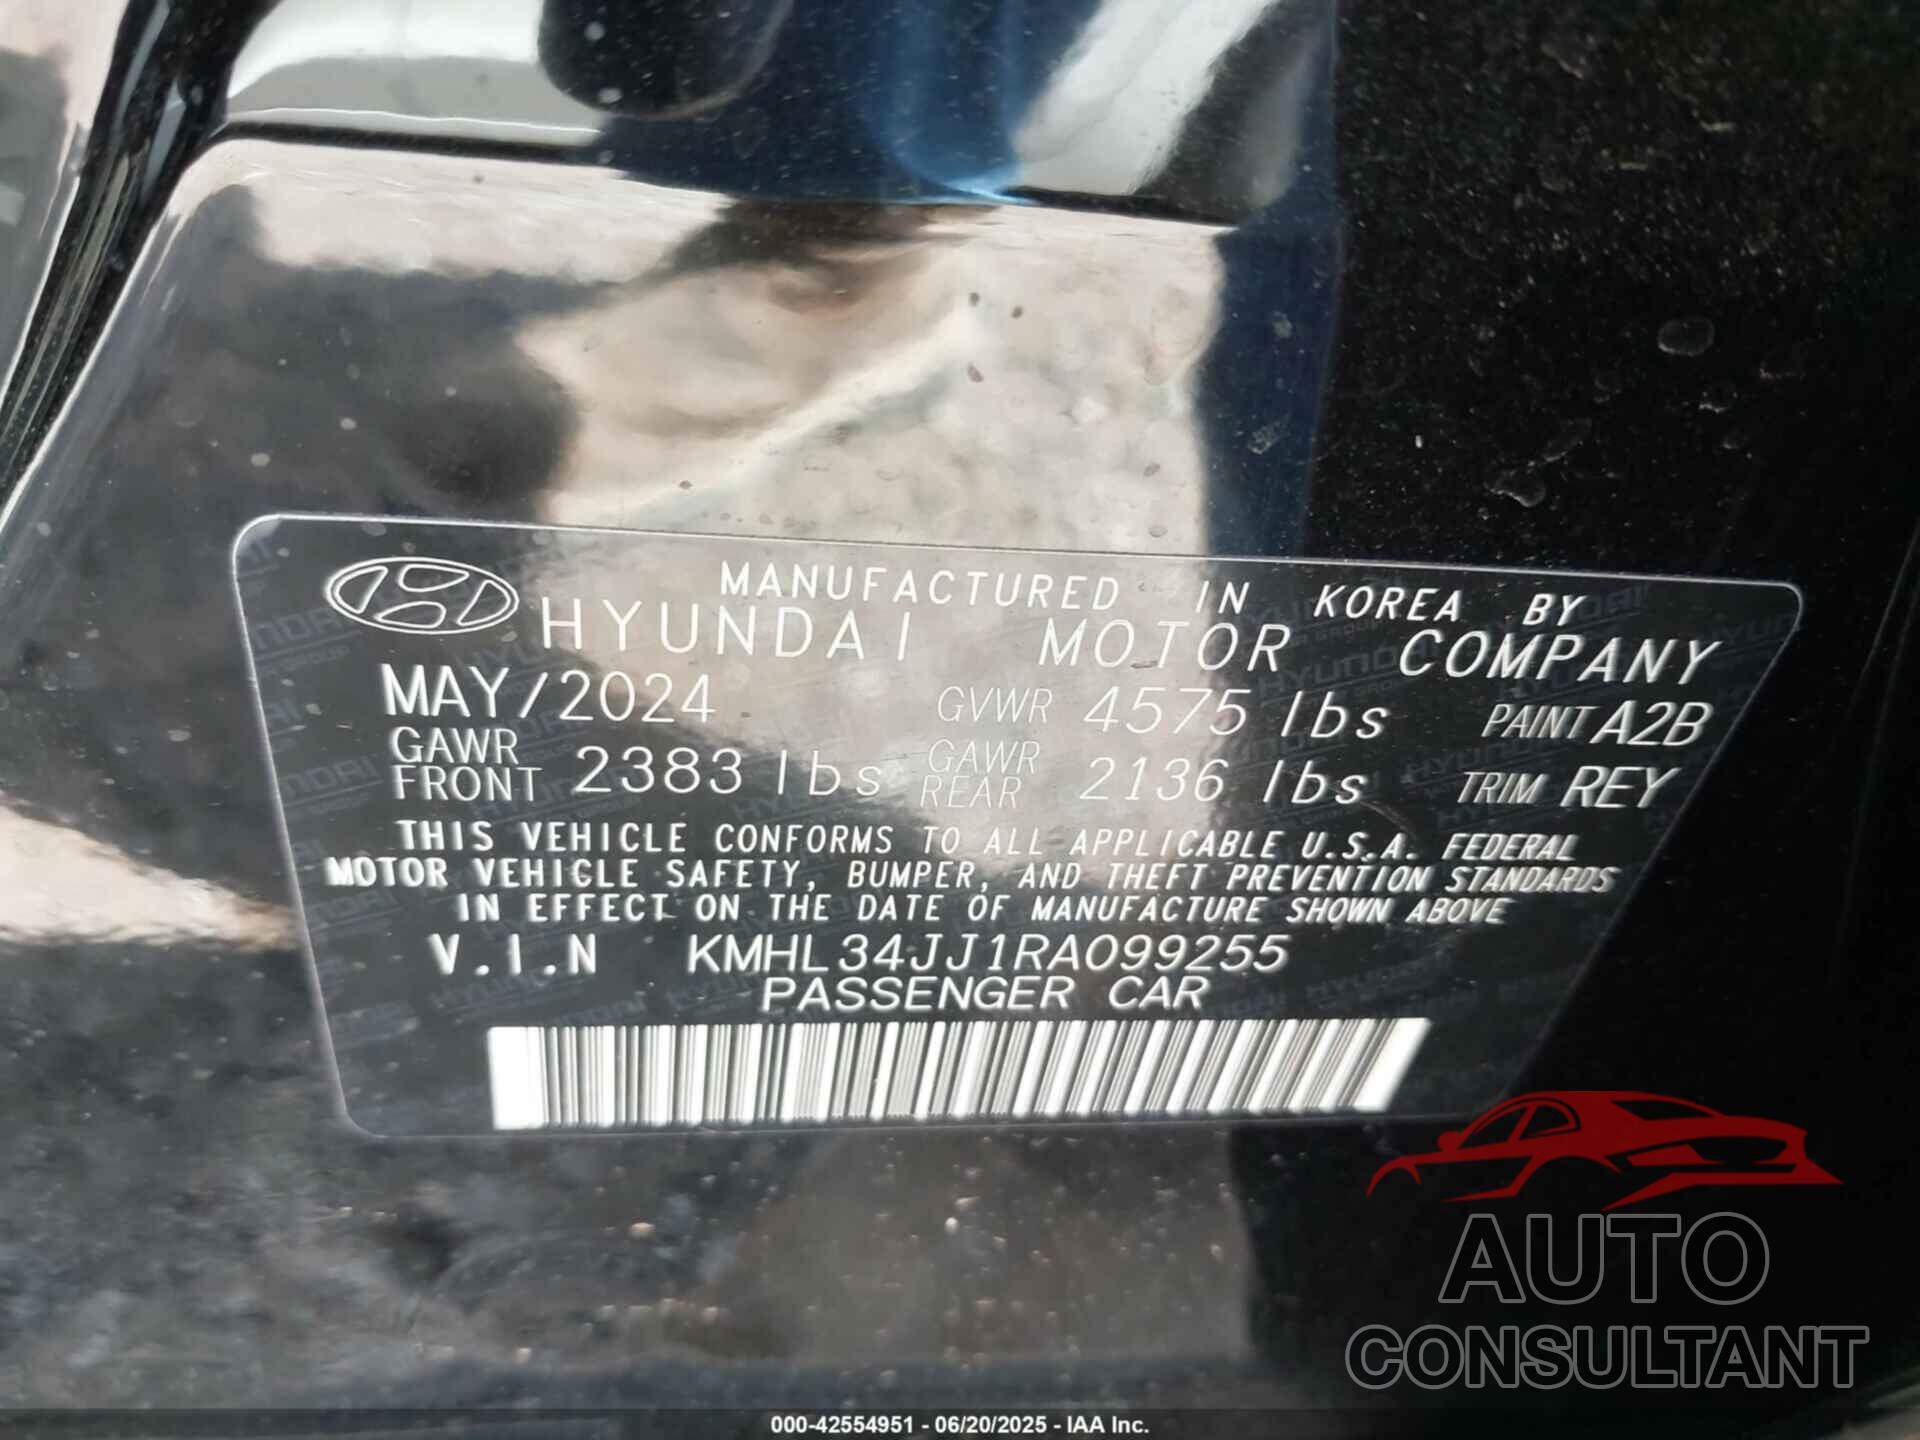 MANUFACTURED IN KOREA BY
HYUNDAI MOTOR COMPANY
MAY/2024 GVWR 4575 lbs PAINT A2B
GAWR FRONT 2383 lbs GAWR REAR 2136 lbs TRIM REY
THIS VEHICLE CONFORMS TO ALL APPLICABLE U.S.A. FEDERAL
MOTOR VEHICLE SAFETY, BUMPER, AND THEFT PREVENTION STANDARDS
IN EFFECT ON THE DATE OF MANUFACTURE SHOWN ABOVE
V.I.N KMHL34JJ1RA099255
PASSENGER CAR
AUTO
CONSULTANT
000-42554951 - 06/20/2025 - IAA Inc.